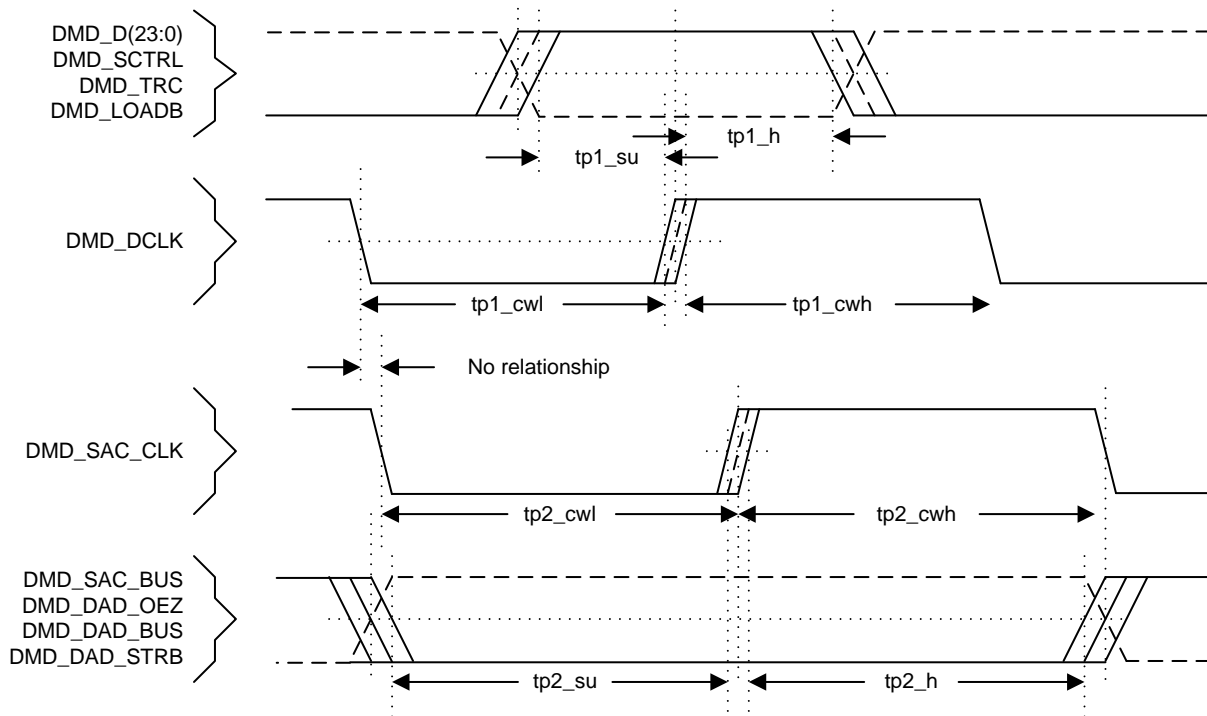 DMD_D(23:0)
DMD_SCTRL
DMD_TRC
DMD_LOADB
tp1_su
tp1_h
DMD_DCLK
tp1_cwl
tp1_cwh
No relationship
DMD_SAC_CLK
tp2_cwl
tp2_cwh
DMD_SAC_BUS
DMD_DAD_OEZ
DMD_DAD_BUS
DMD_DAD_STRB
tp2_su
tp2_h